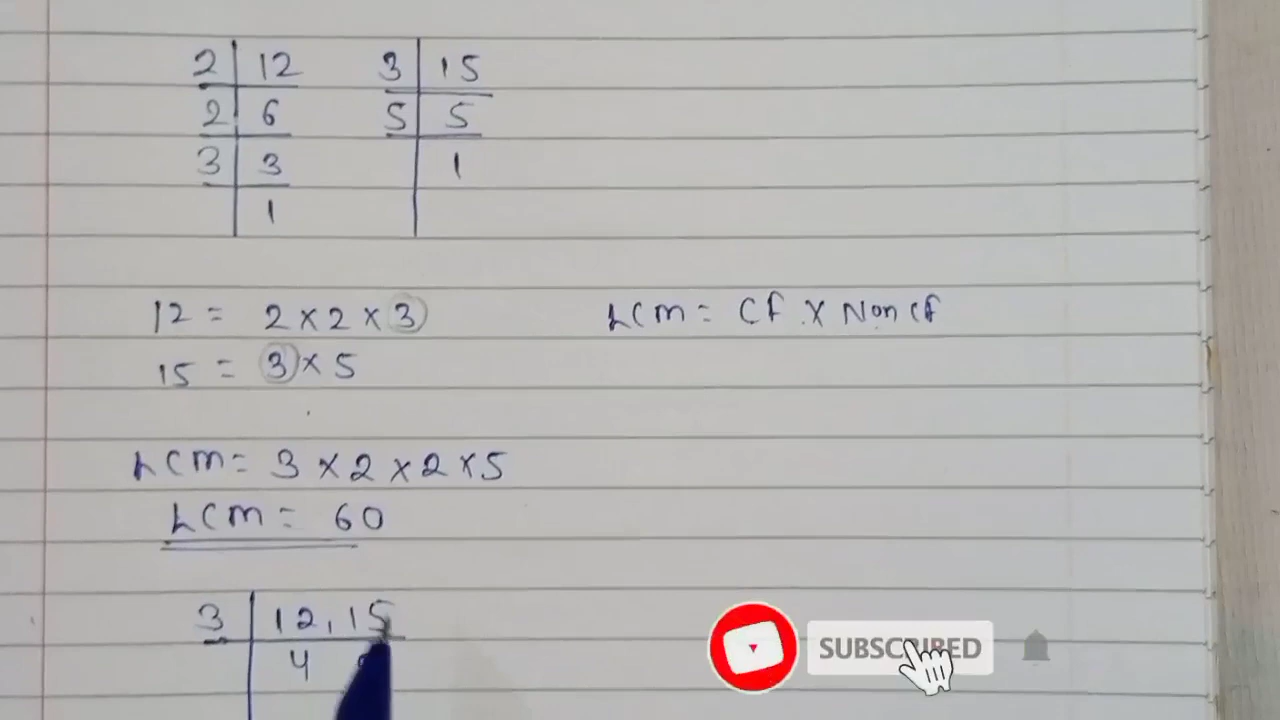 2 | 12 3 | 15
2 | 6 5 | 5
3 | 3 1
1
12 = 2 × 2 × 3
15 = 3 × 5
LCM = CF × Non CF
LCM = 3 × 2 × 2 × 5
LCM = 60
3 | 12, 15
4
SUBSCRIBED